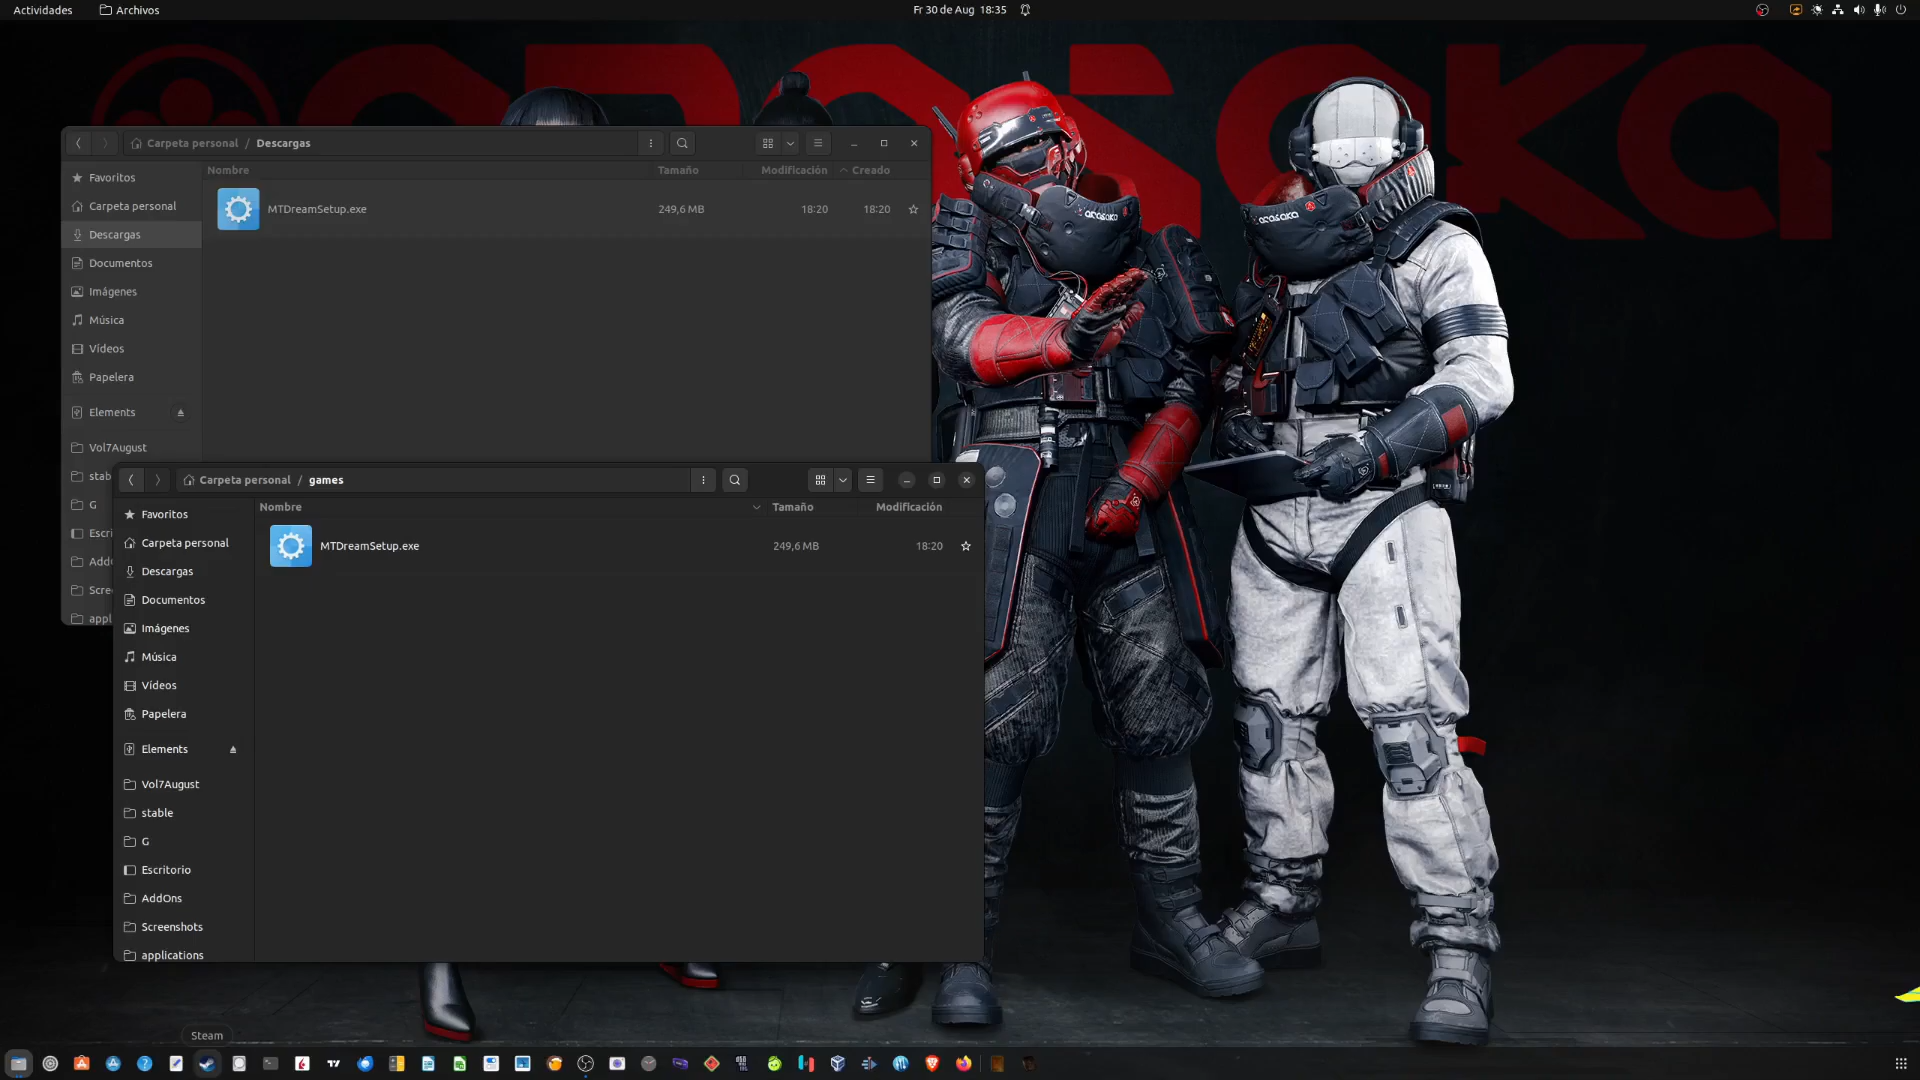 Actividades
Archivos
Fr 30 de Aug 18:35
Carpeta personal / Descargas
Nombre
Tamaño
Modificación
Creado
MTDreamSetup.exe
249,6 MB
18:20
18:20
Favoritos
Carpeta personal
Descargas
Documentos
Imágenes
Música
Vídeos
Papelera
Elements
Vol7August
G
Carpeta personal / games
Nombre
Tamaño
Modificación
MTDreamSetup.exe
249,6 MB
18:20
Favoritos
Carpeta personal
Descargas
Documentos
Imágenes
Música
Vídeos
Papelera
Elements
Vol7August
stable
G
Escritorio
AddOns
Screenshots
applications
Steam
arasaka
arasaka